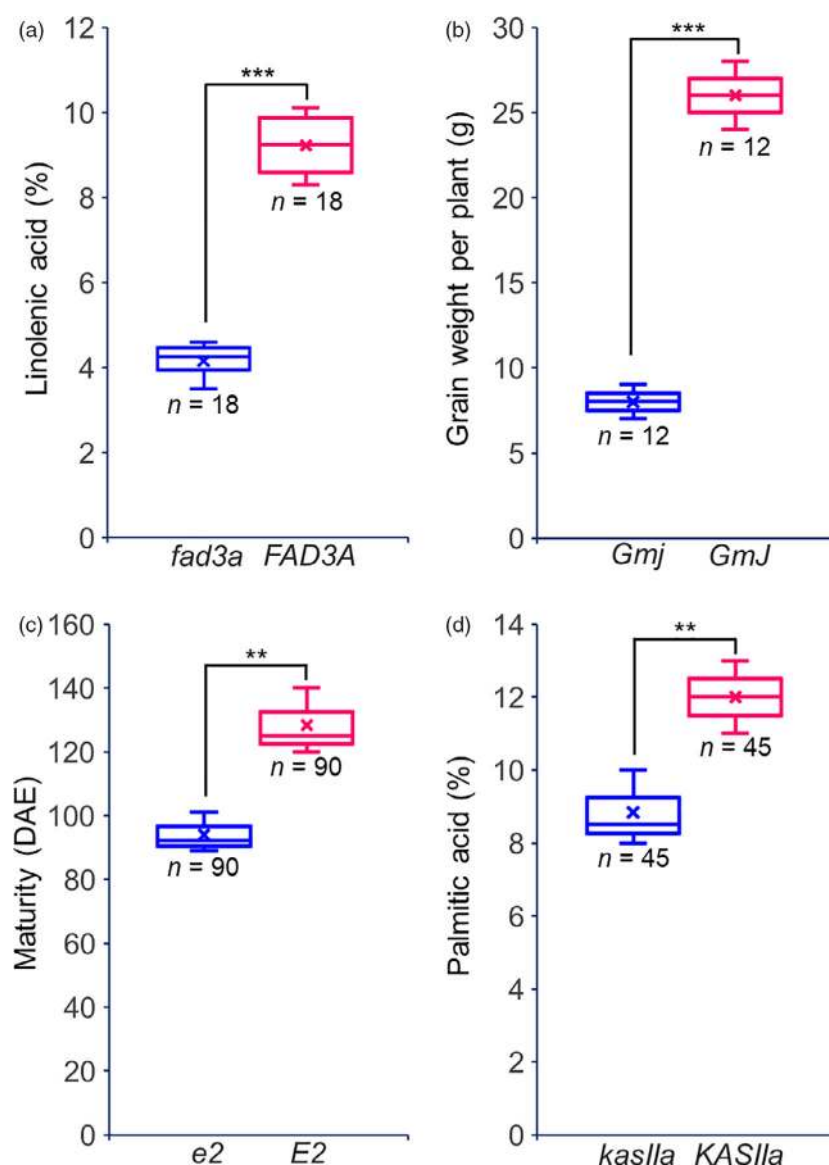 (a)
Linolenic acid (%)
12
10
8
6
4
2
0
***
n = 18
n = 18
fad3a FAD3A
(b)
Grain weight per plant (g)
30
25
20
15
10
5
0
***
n = 12
n = 12
Gmj GmJ
(c)
Maturity (DAE)
160
140
120
100
80
60
40
20
0
**
n = 90
n = 90
e2 E2
(d)
Palmitic acid (%)
14
12
10
8
6
4
2
0
**
n = 45
n = 45
kasIIa KASIIa